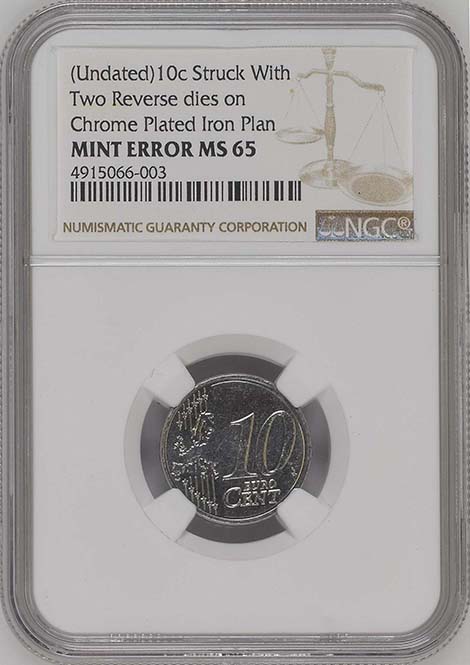 (Undated)10c Struck With
Two Reverse dies on
Chrome Plated Iron Plan
MINT ERROR MS 65
4915066-003
NUMISMATIC GUARANTY CORPORATION
NGC®
10
EURO
CENT